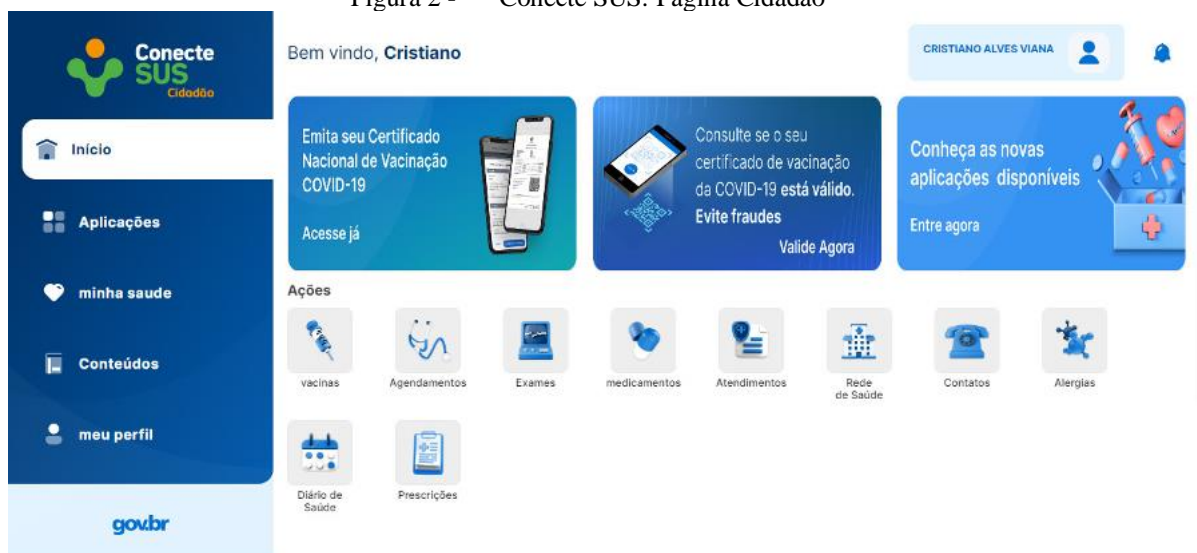 Figura 2 - Conecte SUS: Página Cidadão
Conecte
SUS
Cidadão
Bem vindo, Cristiano
CRISTIANO ALVES VIANA
Início
Aplicações
minha saude
Conteúdos
meu perfil
gov.br
Emita seu Certificado
Nacional de Vacinação
COVID-19
Acesse já
Consulte se o seu
certificado de vacinação
da COVID-19 está válido.
Evite fraudes
Valide Agora
Conheça as novas
aplicações disponíveis
Entre agora
Ações
vacinas
Agendamentos
Exames
medicamentos
Atendimentos
Rede
de Saúde
Contatos
Alergias
Diário de
Saúde
Prescrições